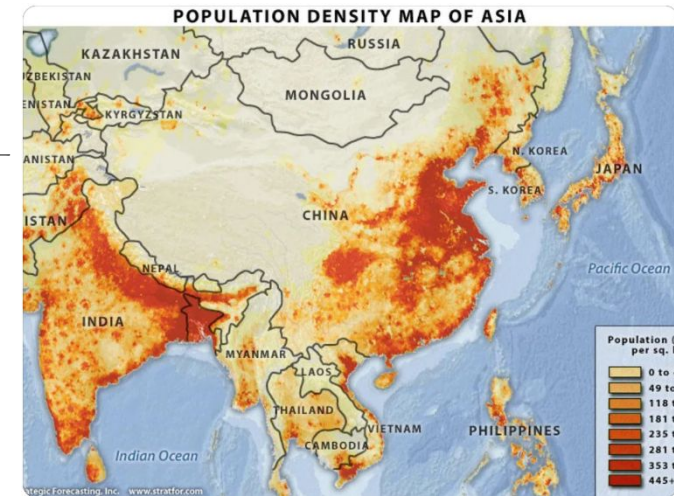 POPULATION DENSITY MAP OF ASIA
RUSSIA
KAZAKHSTAN
ZBEKISTAN
MONGOLIA
ENISTAN
KYRGYZSTAN
ANISTAN
N. KOREA
JAPAN
S. KOREA
ISTAN
CHINA
NEPAL
Pacific Ocean
INDIA
MYANMAR
LAOS
THAILAND
VIETNAM
PHILIPPINES
CAMBODIA
Indian Ocean
Population
per sq.
0 to
49 to
118
181
235
281
353
445+
ategic Forecasting, Inc. www.stratfor.com